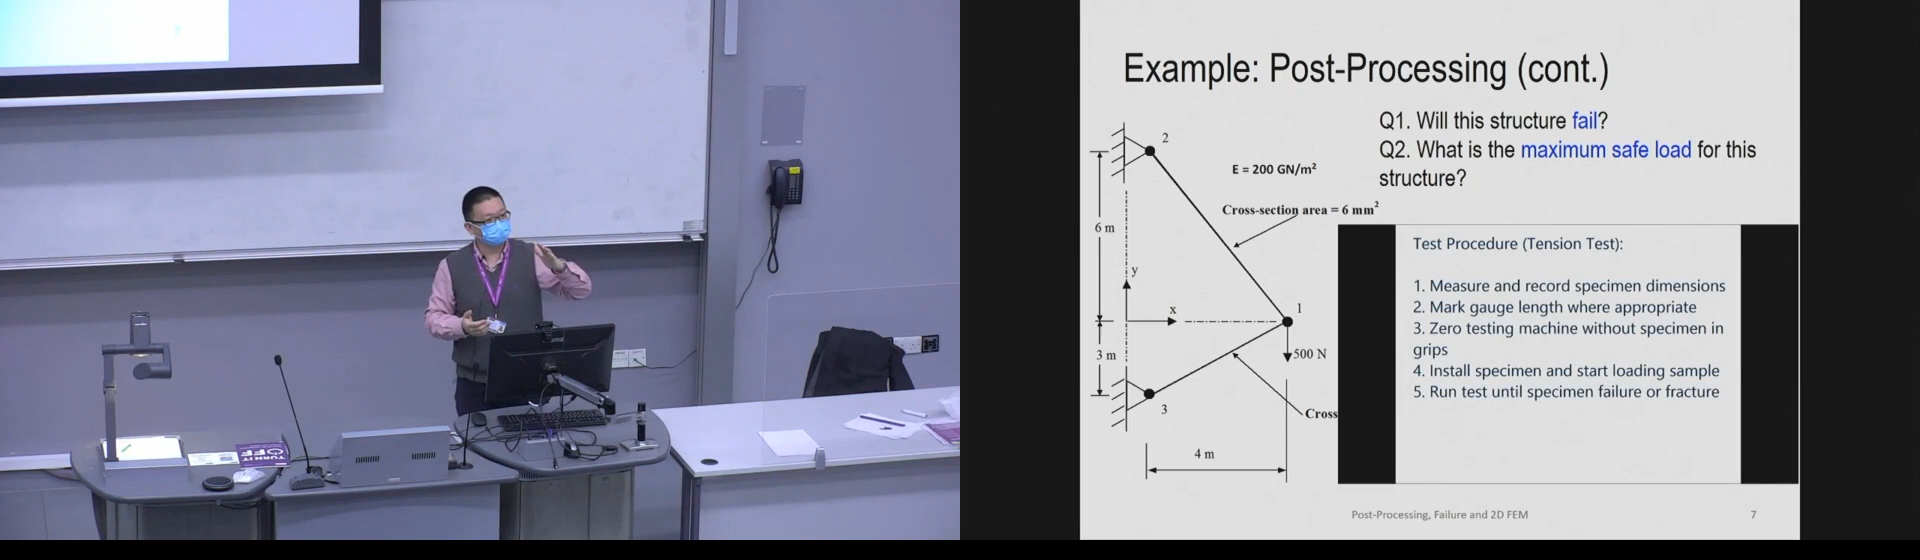 Example: Post-Processing (cont.)
Q1. Will this structure fail?
Q2. What is the maximum safe load for this
structure?
2
E = 200 GN/m²
Cross-section area = 6 mm²
6 m
y
x
1
3 m
500 N
3
Cross
4 m
Test Procedure (Tension Test):
1. Measure and record specimen dimensions
2. Mark gauge length where appropriate
3. Zero testing machine without specimen in
grips
4. Install specimen and start loading sample
5. Run test until specimen failure or fracture
Post-Processing, Failure and 2D FEM
7
TURN IT
OFF